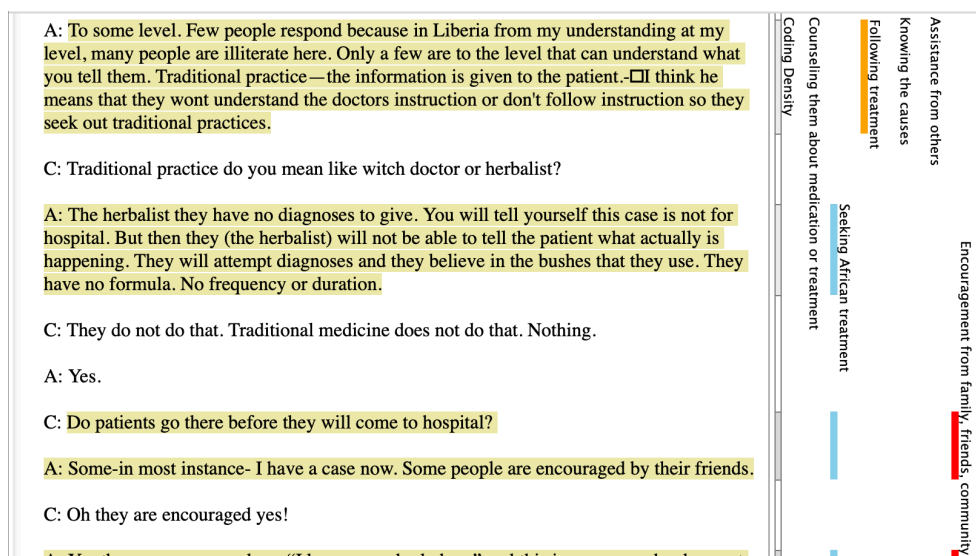 A: To some level. Few people respond because in Liberia from my understanding at my
level, many people are illiterate here. Only a few are to the level that can understand what
you tell them. Traditional practice—the information is given to the patient.-□I think he
means that they wont understand the doctors instruction or don't follow instruction so they
seek out traditional practices.
C: Traditional practice do you mean like witch doctor or herbalist?
A: The herbalist they have no diagnoses to give. You will tell yourself this case is not for
hospital. But then they (the herbalist) will not be able to tell the patient what actually is
happening. They will attempt diagnoses and they believe in the bushes that they use. They
have no formula. No frequency or duration.
C: They do not do that. Traditional medicine does not do that. Nothing.
A: Yes.
C: Do patients go there before they will come to hospital?
A: Some-in most instance- I have a case now. Some people are encouraged by their friends.
C: Oh they are encouraged yes!
Coding Density
Counseling them about medication or treatment
Seeking African treatment
Following treatment
Knowing the causes
Assistance from others
Encouragement from family, friends, community